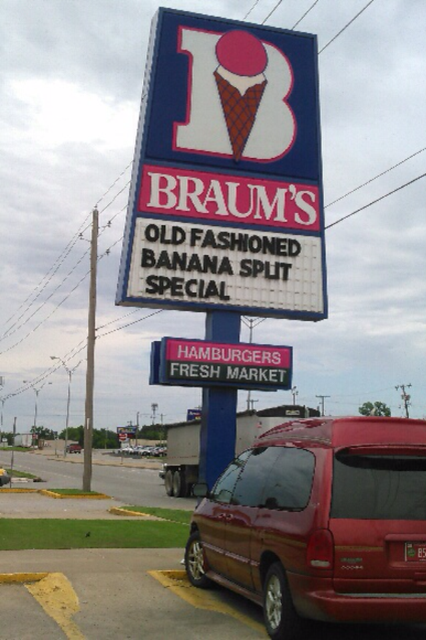 B
BRAUM'S
OLD FASHIONED
BANANA SPLIT
SPECIAL
HAMBURGERS
FRESH MARKET